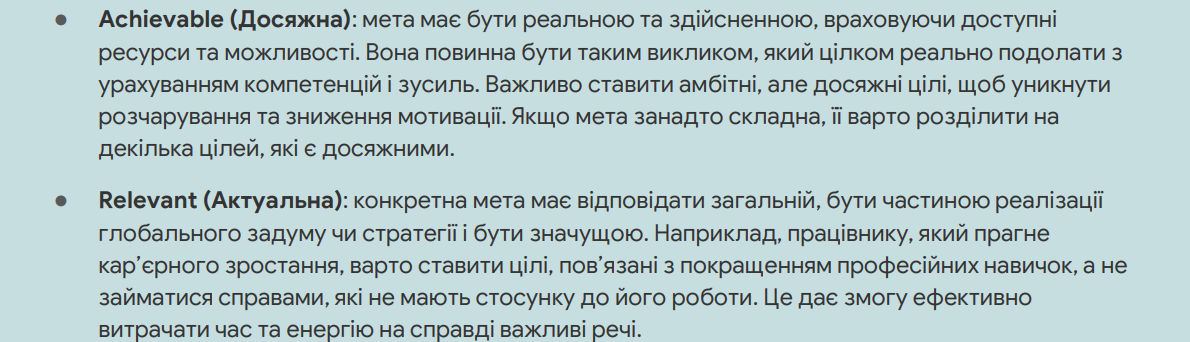 ● Achievable (Досяжна): мета має бути реальною та здійсненною, враховуючи доступні
ресурси та можливості. Вона повинна бути таким викликом, який цілком реально подолати з
урахуванням компетенцій і зусиль. Важливо ставити амбітні, але досяжні цілі, щоб уникнути
розчарування та зниження мотивації. Якщо мета занадто складна, її варто розділити на
декілька цілей, які є досяжними.
● Relevant (Актуальна): конкретна мета має відповідати загальній, бути частиною реалізації
глобального задуму чи стратегії і бути значущою. Наприклад, працівнику, який прагне
кар’єрного зростання, варто ставити цілі, пов’язані з покращенням професійних навичок, а не
займатися справами, які не мають стосунку до його роботи. Це дає змогу ефективно
витрачати час та енергію на справді важливі речі.